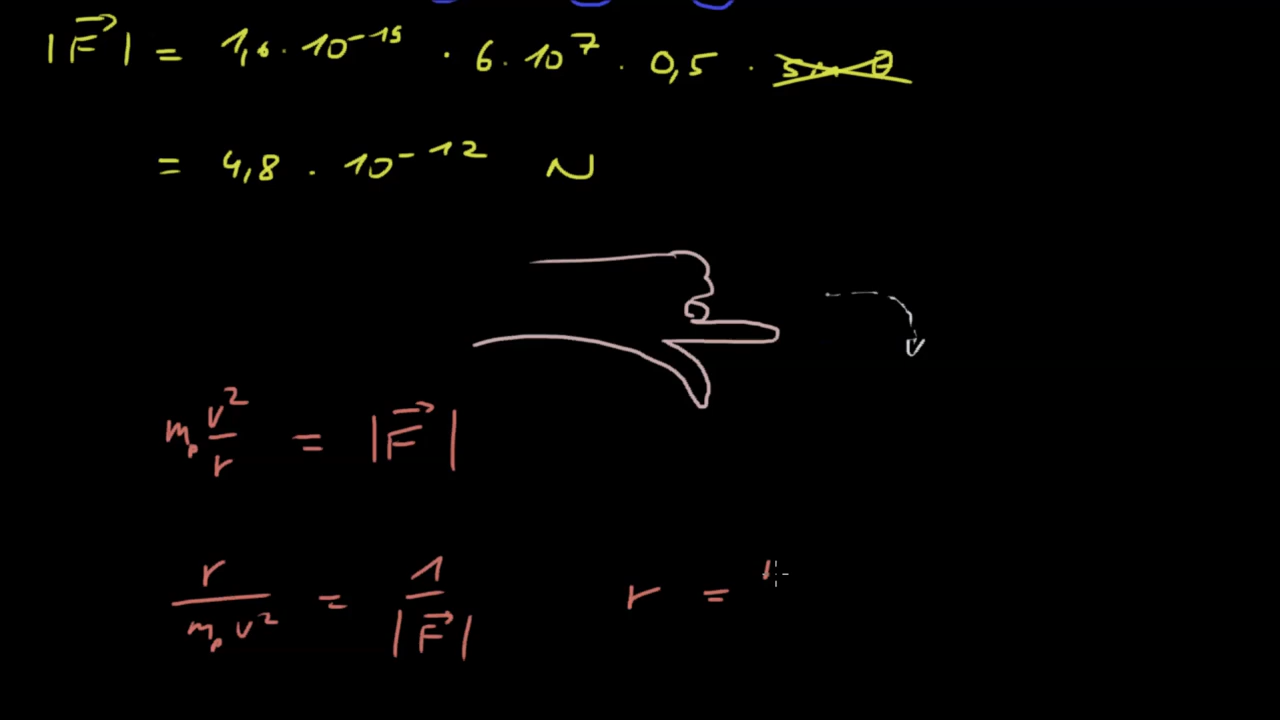 |F⃗| = 1,6 · 10⁻¹⁹ · 6 · 10⁷ · 0,5 · sin θ
= 4,8 · 10⁻¹² N
mₚ v²/r = |F⃗|
r/(mₚ v²) = 1/|F⃗| r =